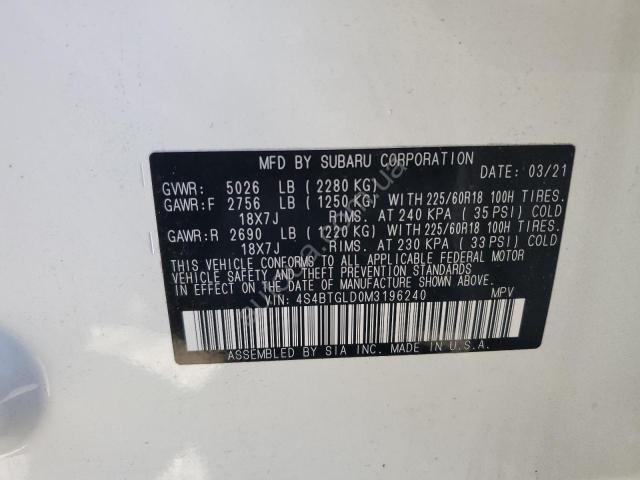 MFD BY SUBARU CORPORATION
DATE: 03/21
GVWR: 5026 LB ( 2280 KG)
GAWR:F 2756 LB ( 1250 KG) WITH 225/60R18 100H TIRES.
18X7J RIMS. AT 240 KPA ( 35 PSI) COLD
GAWR:R 2690 LB ( 1220 KG) WITH 225/60R18 100H TIRES.
18X7J RIMS. AT 230 KPA ( 33 PSI) COLD
THIS VEHICLE CONFORMS TO ALL APPLICABLE FEDERAL MOTOR
VEHICLE SAFETY AND THEFT PREVENTION STANDARDS
IN EFFECT ON THE DATE OF MANUFACTURE SHOWN ABOVE.
VIN: 4S4BTGLD0M3196240 MPV
ASSEMBLED BY SIA INC. MADE IN U.S.A.